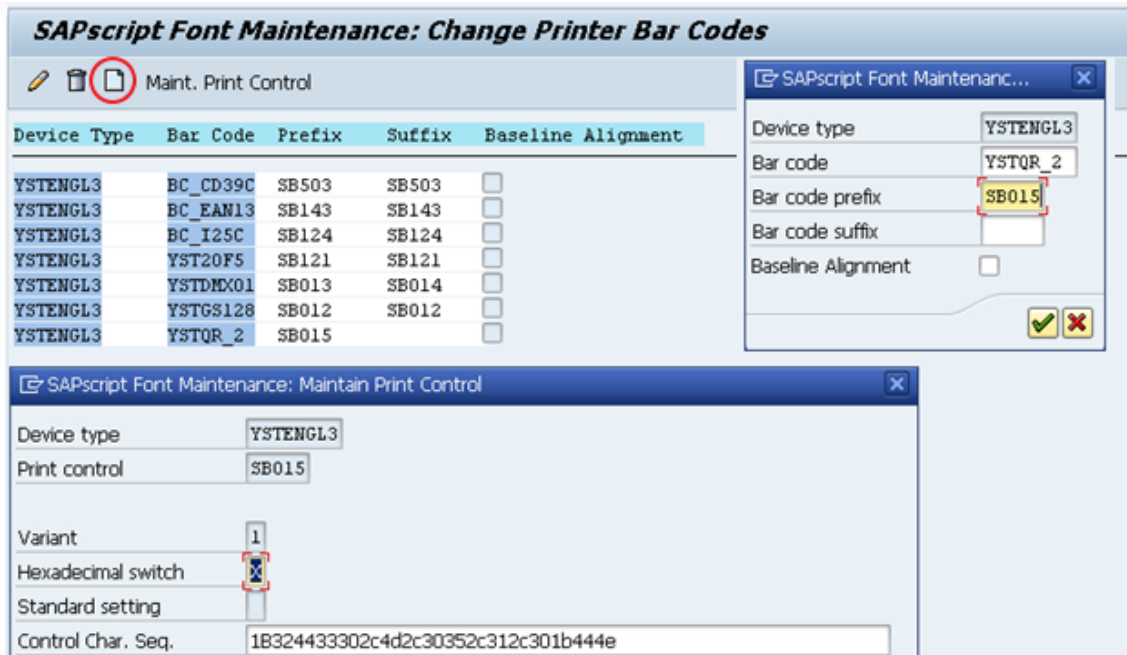 SAPscript Font Maintenance: Change Printer Bar Codes
Maint. Print Control
Device Type Bar Code Prefix Suffix Baseline Alignment
YSTENGL3 BC_CD39C SB503 SB503
YSTENGL3 BC_EAN13 SB143 SB143
YSTENGL3 BC_I25C SB124 SB124
YSTENGL3 YST2OF5 SB121 SB121
YSTENGL3 YSTDMX01 SB013 SB014
YSTENGL3 YSTGS128 SB012 SB012
YSTENGL3 YSTQR_2 SB015
SAPscript Font Maintenanc...
Device type YSTENGL3
Bar code YSTQR_2
Bar code prefix SB015
Bar code suffix
Baseline Alignment
SAPscript Font Maintenance: Maintain Print Control
Device type YSTENGL3
Print control SB015
Variant 1
Hexadecimal switch X
Standard setting
Control Char. Seq. 1B324433302c4d2c30352c312c301b444e